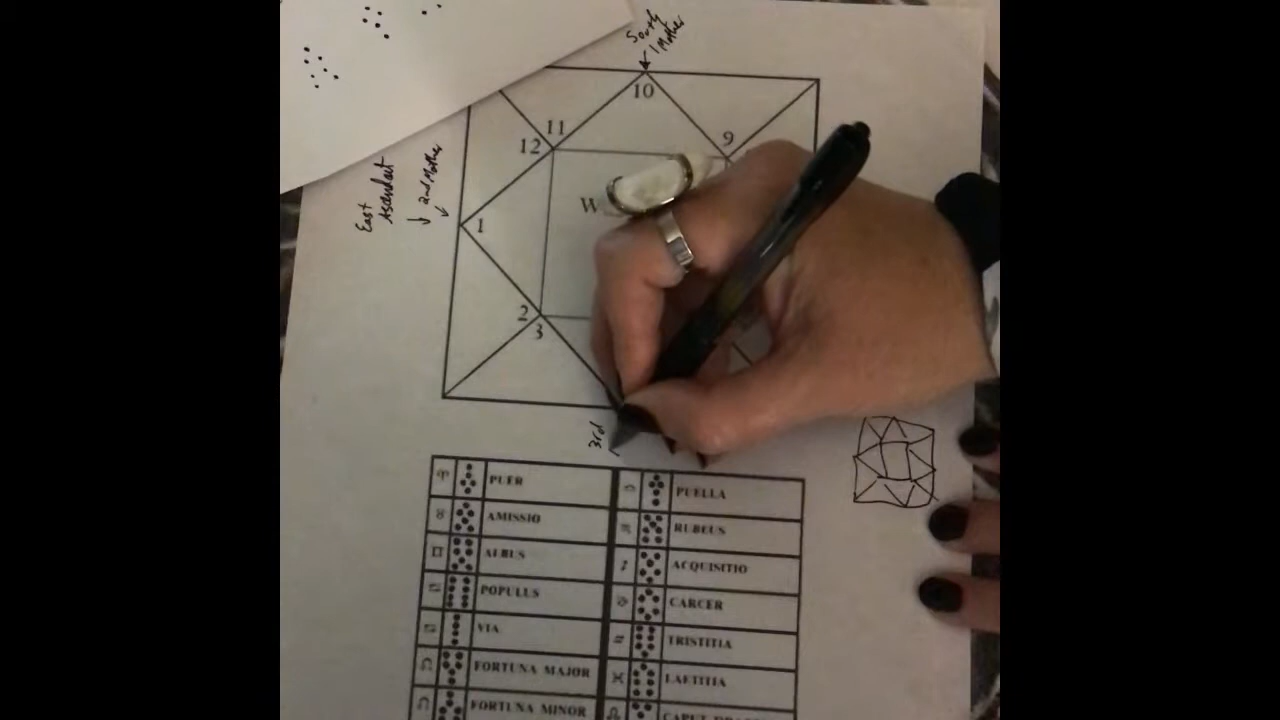 South
1 Mother
10
11
9
12
East
Ascendant
2nd Mother
W
1
2
3
3rd
PUER
PUELLA
AMISSIO
RUBEUS
ALBUS
ACQUISITIO
POPULUS
CARCER
VIA
TRISTITIA
FORTUNA MAJOR
LAETITIA
FORTUNA MINOR
CAPUT